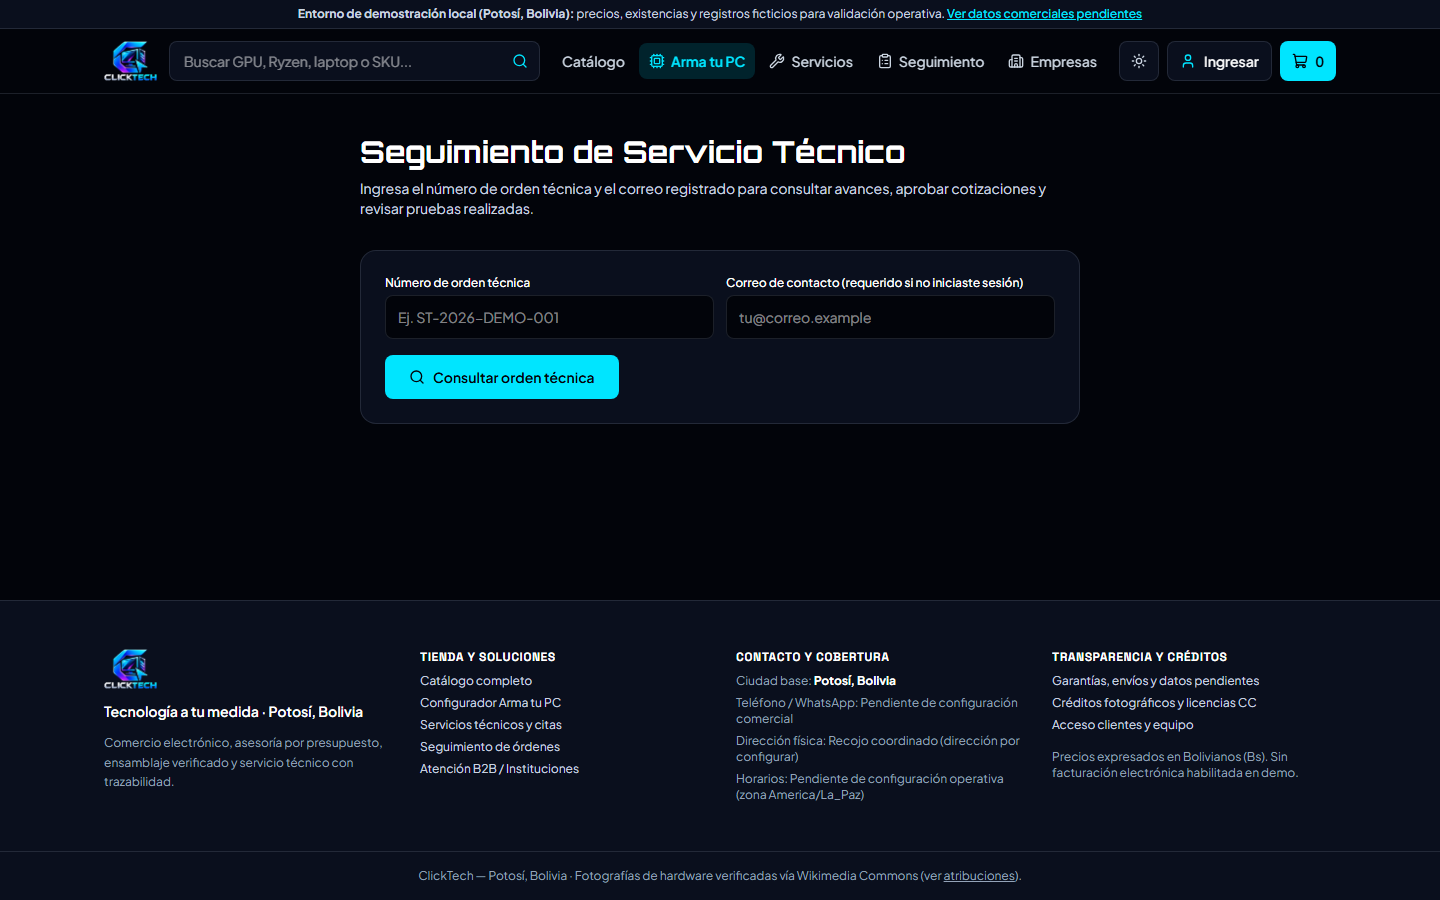 Entorno de demostración local (Potosí, Bolivia): precios, existencias y registros ficticios para validación operativa. Ver datos comerciales pendientes
CLICKTECH
Buscar GPU, Ryzen, laptop o SKU...
Catálogo
Arma tu PC
Servicios
Seguimiento
Empresas
Ingresar
0
Seguimiento de Servicio Técnico
Ingresa el número de orden técnica y el correo registrado para consultar avances, aprobar cotizaciones y
revisar pruebas realizadas.
Número de orden técnica
Ej. ST-2026-DEMO-001
Correo de contacto (requerido si no iniciaste sesión)
tu@correo.example
Consultar orden técnica
CLICKTECH
Tecnología a tu medida · Potosí, Bolivia
Comercio electrónico, asesoría por presupuesto,
ensamblaje verificado y servicio técnico con
trazabilidad.
TIENDA Y SOLUCIONES
Catálogo completo
Configurador Arma tu PC
Servicios técnicos y citas
Seguimiento de órdenes
Atención B2B / Instituciones
CONTACTO Y COBERTURA
Ciudad base: Potosí, Bolivia
Teléfono / WhatsApp: Pendiente de configuración
comercial
Dirección física: Recojo coordinado (dirección por
configurar)
Horarios: Pendiente de configuración operativa
(zona America/La_Paz)
TRANSPARENCIA Y CRÉDITOS
Garantías, envíos y datos pendientes
Créditos fotográficos y licencias CC
Acceso clientes y equipo
Precios expresados en Bolivianos (Bs). Sin
facturación electrónica habilitada en demo.
ClickTech — Potosí, Bolivia · Fotografías de hardware verificadas vía Wikimedia Commons (ver atribuciones).